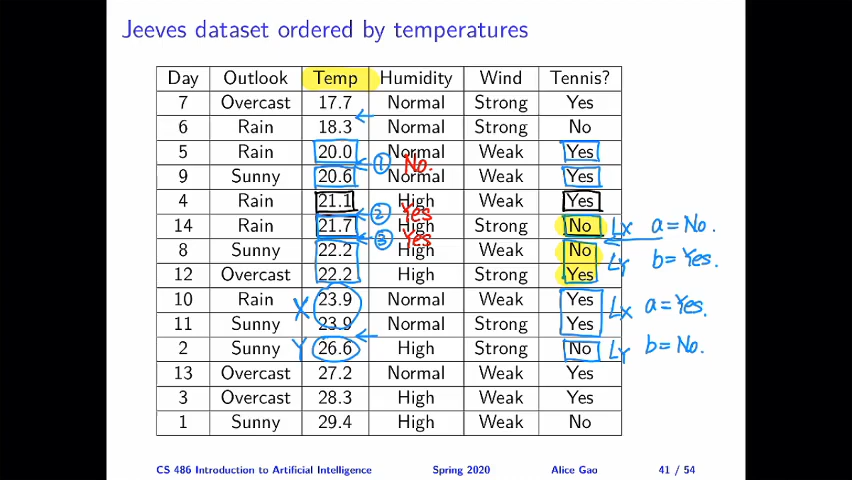 Jeeves dataset ordered by temperatures
Day Outlook Temp Humidity Wind Tennis?
7 Overcast 17.7 Normal Strong Yes
6 Rain 18.3 Normal Strong No
5 Rain 20.0 Normal Weak Yes
① No.
9 Sunny 20.6 Normal Weak Yes
4 Rain 21.1 High Weak Yes
② Yes
14 Rain 21.7 High Strong No Lx a=No.
③ Yes
8 Sunny 22.2 High Weak No
Ly b=Yes.
12 Overcast 22.2 High Strong Yes
10 Rain X 23.9 Normal Weak Yes Lx a=Yes.
11 Sunny 23.9 Normal Strong Yes
2 Sunny Y 26.6 High Strong No Ly b=No.
13 Overcast 27.2 Normal Weak Yes
3 Overcast 28.3 High Weak Yes
1 Sunny 29.4 High Weak No
CS 486 Introduction to Artificial Intelligence Spring 2020 Alice Gao 41 / 54